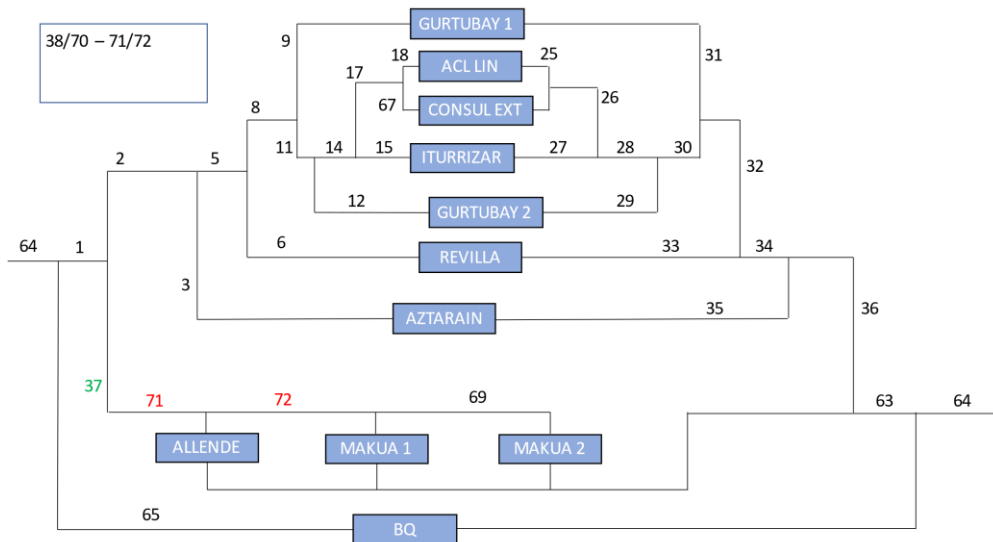 38/70 – 71/72
GURTUBAY 1
9
31
18
ACL LIN
25
17
67
CONSUL EXT
26
8
11
14
15
ITURRIZAR
27
28
30
2
5
32
12
GURTUBAY 2
29
64
1
6
REVILLA
33
34
3
AZTARAIN
35
36
37
71
72
69
63
64
ALLENDE
MAKUA 1
MAKUA 2
65
BQ